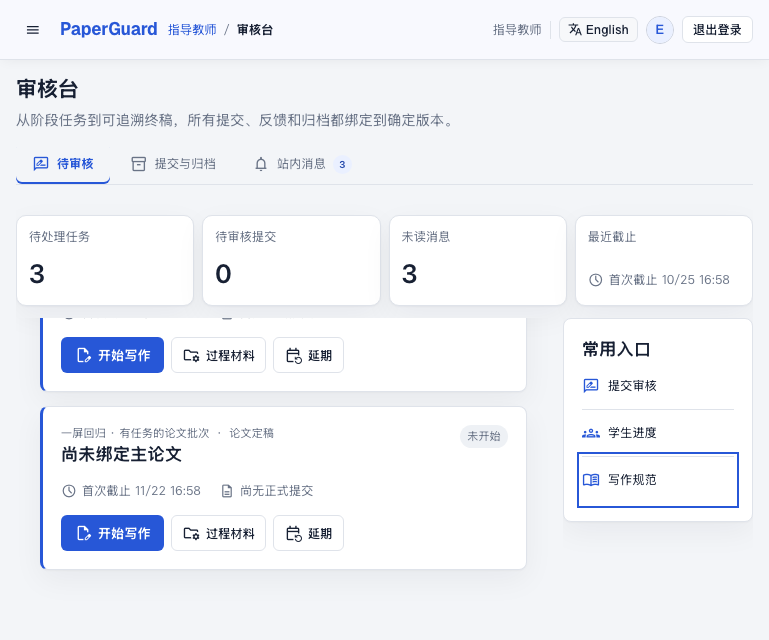 PaperGuard 指导教师 / 审核台
指导教师 English E 退出登录
审核台
从阶段任务到可追溯终稿，所有提交、反馈和归档都绑定到确定版本。
待审核 提交与归档 站内消息 3
待处理任务
3
待审核提交
0
未读消息
3
最近截止
首次截止 10/25 16:58
开始写作 过程材料 延期
一屏回归 · 有任务的论文批次 · 论文定稿
未开始
尚未绑定主论文
首次截止 11/22 16:58 尚无正式提交
开始写作 过程材料 延期
常用入口
提交审核
学生进度
写作规范